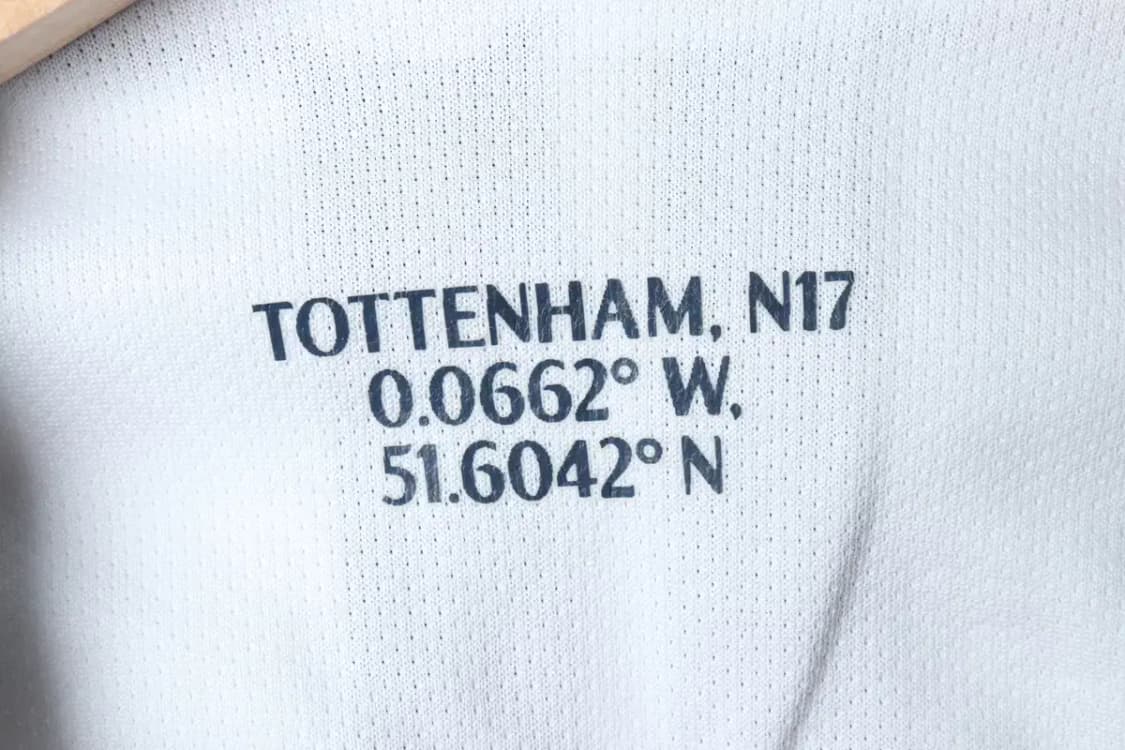 TOTTENHAM, N17
0.0662° W,
51.6042° N